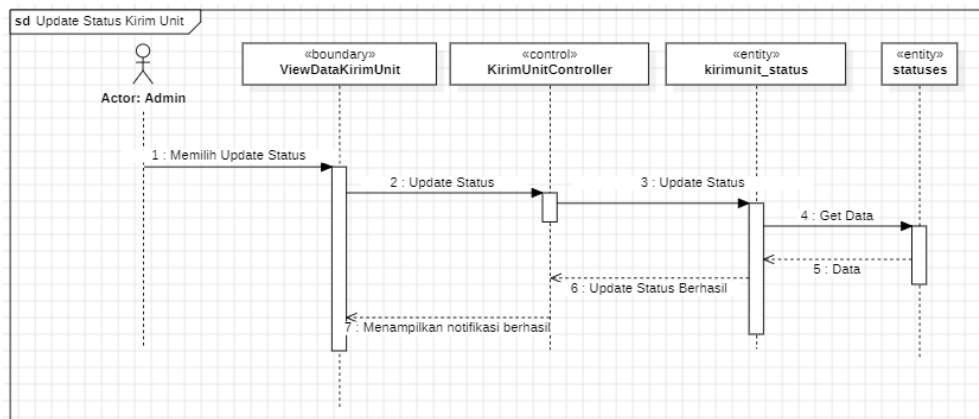 sd Update Status Kirim Unit
Actor: Admin
«boundary»
ViewDataKirimUnit
«control»
KirimUnitController
«entity»
kirimunit_status
«entity»
statuses
1 : Memilih Update Status
2 : Update Status
3 : Update Status
4 : Get Data
5 : Data
6 : Update Status Berhasil
7 : Menampilkan notifikasi berhasil